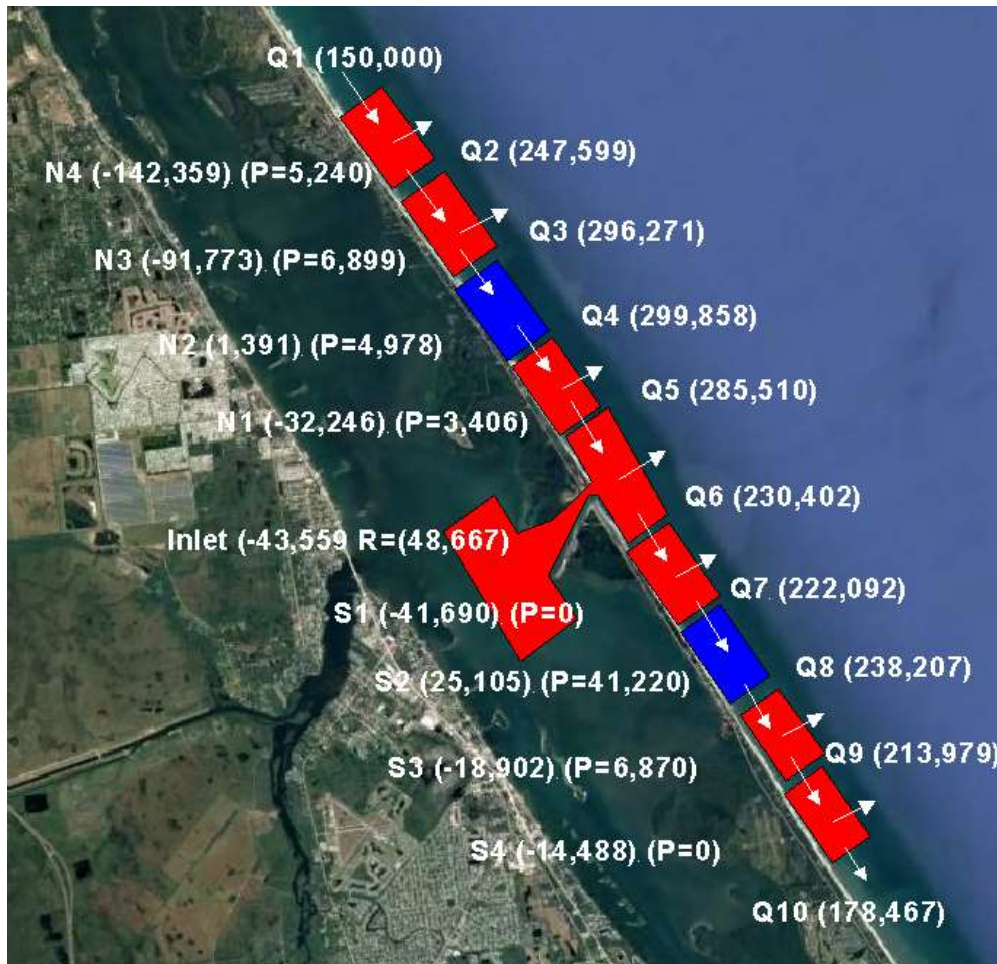 Q1 (150,000)
Q2 (247,599)
N4 (-142,359) (P=5,240)
Q3 (296,271)
N3 (-91,773) (P=6,899)
Q4 (299,858)
N2 (1,391) (P=4,978)
Q5 (285,510)
N1 (-32,246) (P=3,406)
Q6 (230,402)
Inlet (-43,559 R=(48,667)
Q7 (222,092)
S1 (-41,690) (P=0)
Q8 (238,207)
S2 (25,105) (P=41,220)
Q9 (213,979)
S3 (-18,902) (P=6,870)
S4 (-14,488) (P=0)
Q10 (178,467)